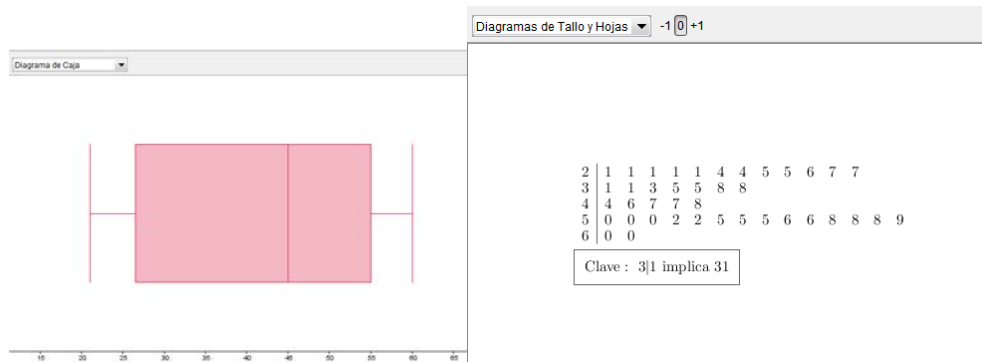 Diagrama de Caja
15 20 25 30 35 40 45 50 55 60 65
Diagramas de Tallo y Hojas -1 0 +1
2 1 1 1 1 1 4 4 5 5 6 7 7
3 1 1 3 5 5 8 8
4 4 6 7 7 8
5 0 0 0 2 2 5 5 5 6 6 8 8 8 9
6 0 0
Clave : 3|1 implica 31